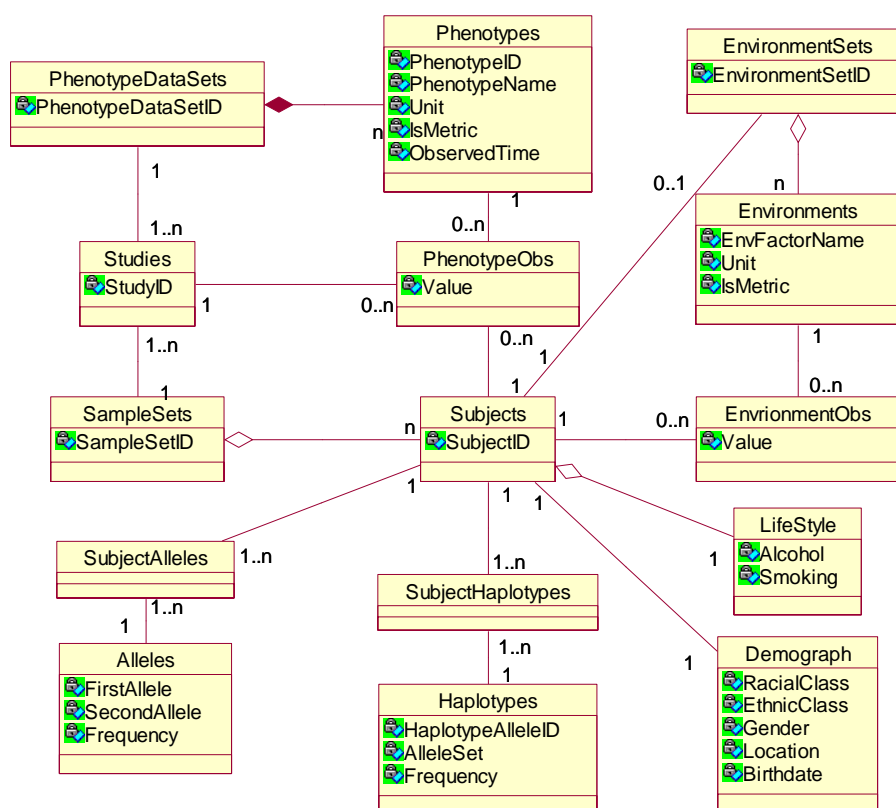 Phenotypes
PhenotypeID
PhenotypeName
Unit
IsMetric
ObservedTime
PhenotypeDataSets
PhenotypeDataSetID
EnvironmentSets
EnvironmentSetID
n
1
1
0..1
n
1..n
0..n
Studies
StudyID
PhenotypeObs
Value
Environments
EnvFactorName
Unit
IsMetric
1
0..n
1..n
0..n
1
1
1
1
0..n
SampleSets
SampleSetID
n
Subjects
SubjectID
1
0..n
EnvrionmentObs
Value
1
1
1
LifeStyle
Alcohol
Smoking
1
SubjectAlleles
1..n
1..n
SubjectHaplotypes
1..n
1
1..n
1
1
Alleles
FirstAllele
SecondAllele
Frequency
Haplotypes
HaplotypeAlleleID
AlleleSet
Frequency
Demograph
RacialClass
EthnicClass
Gender
Location
Birthdate